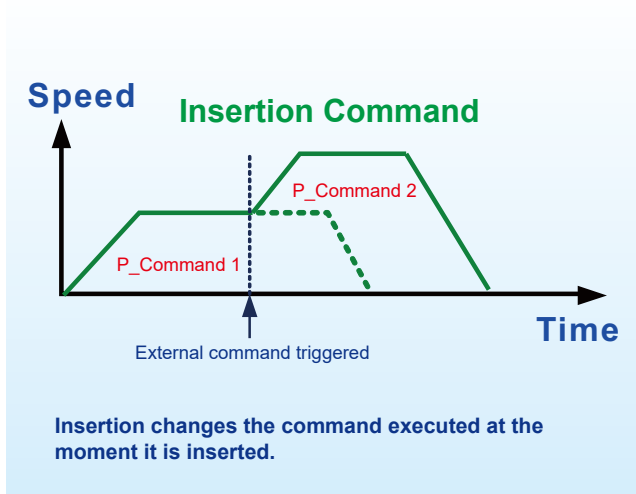 Speed
Insertion Command
P_Command 2
P_Command 1
Time
External command triggered
Insertion changes the command executed at the
moment it is inserted.